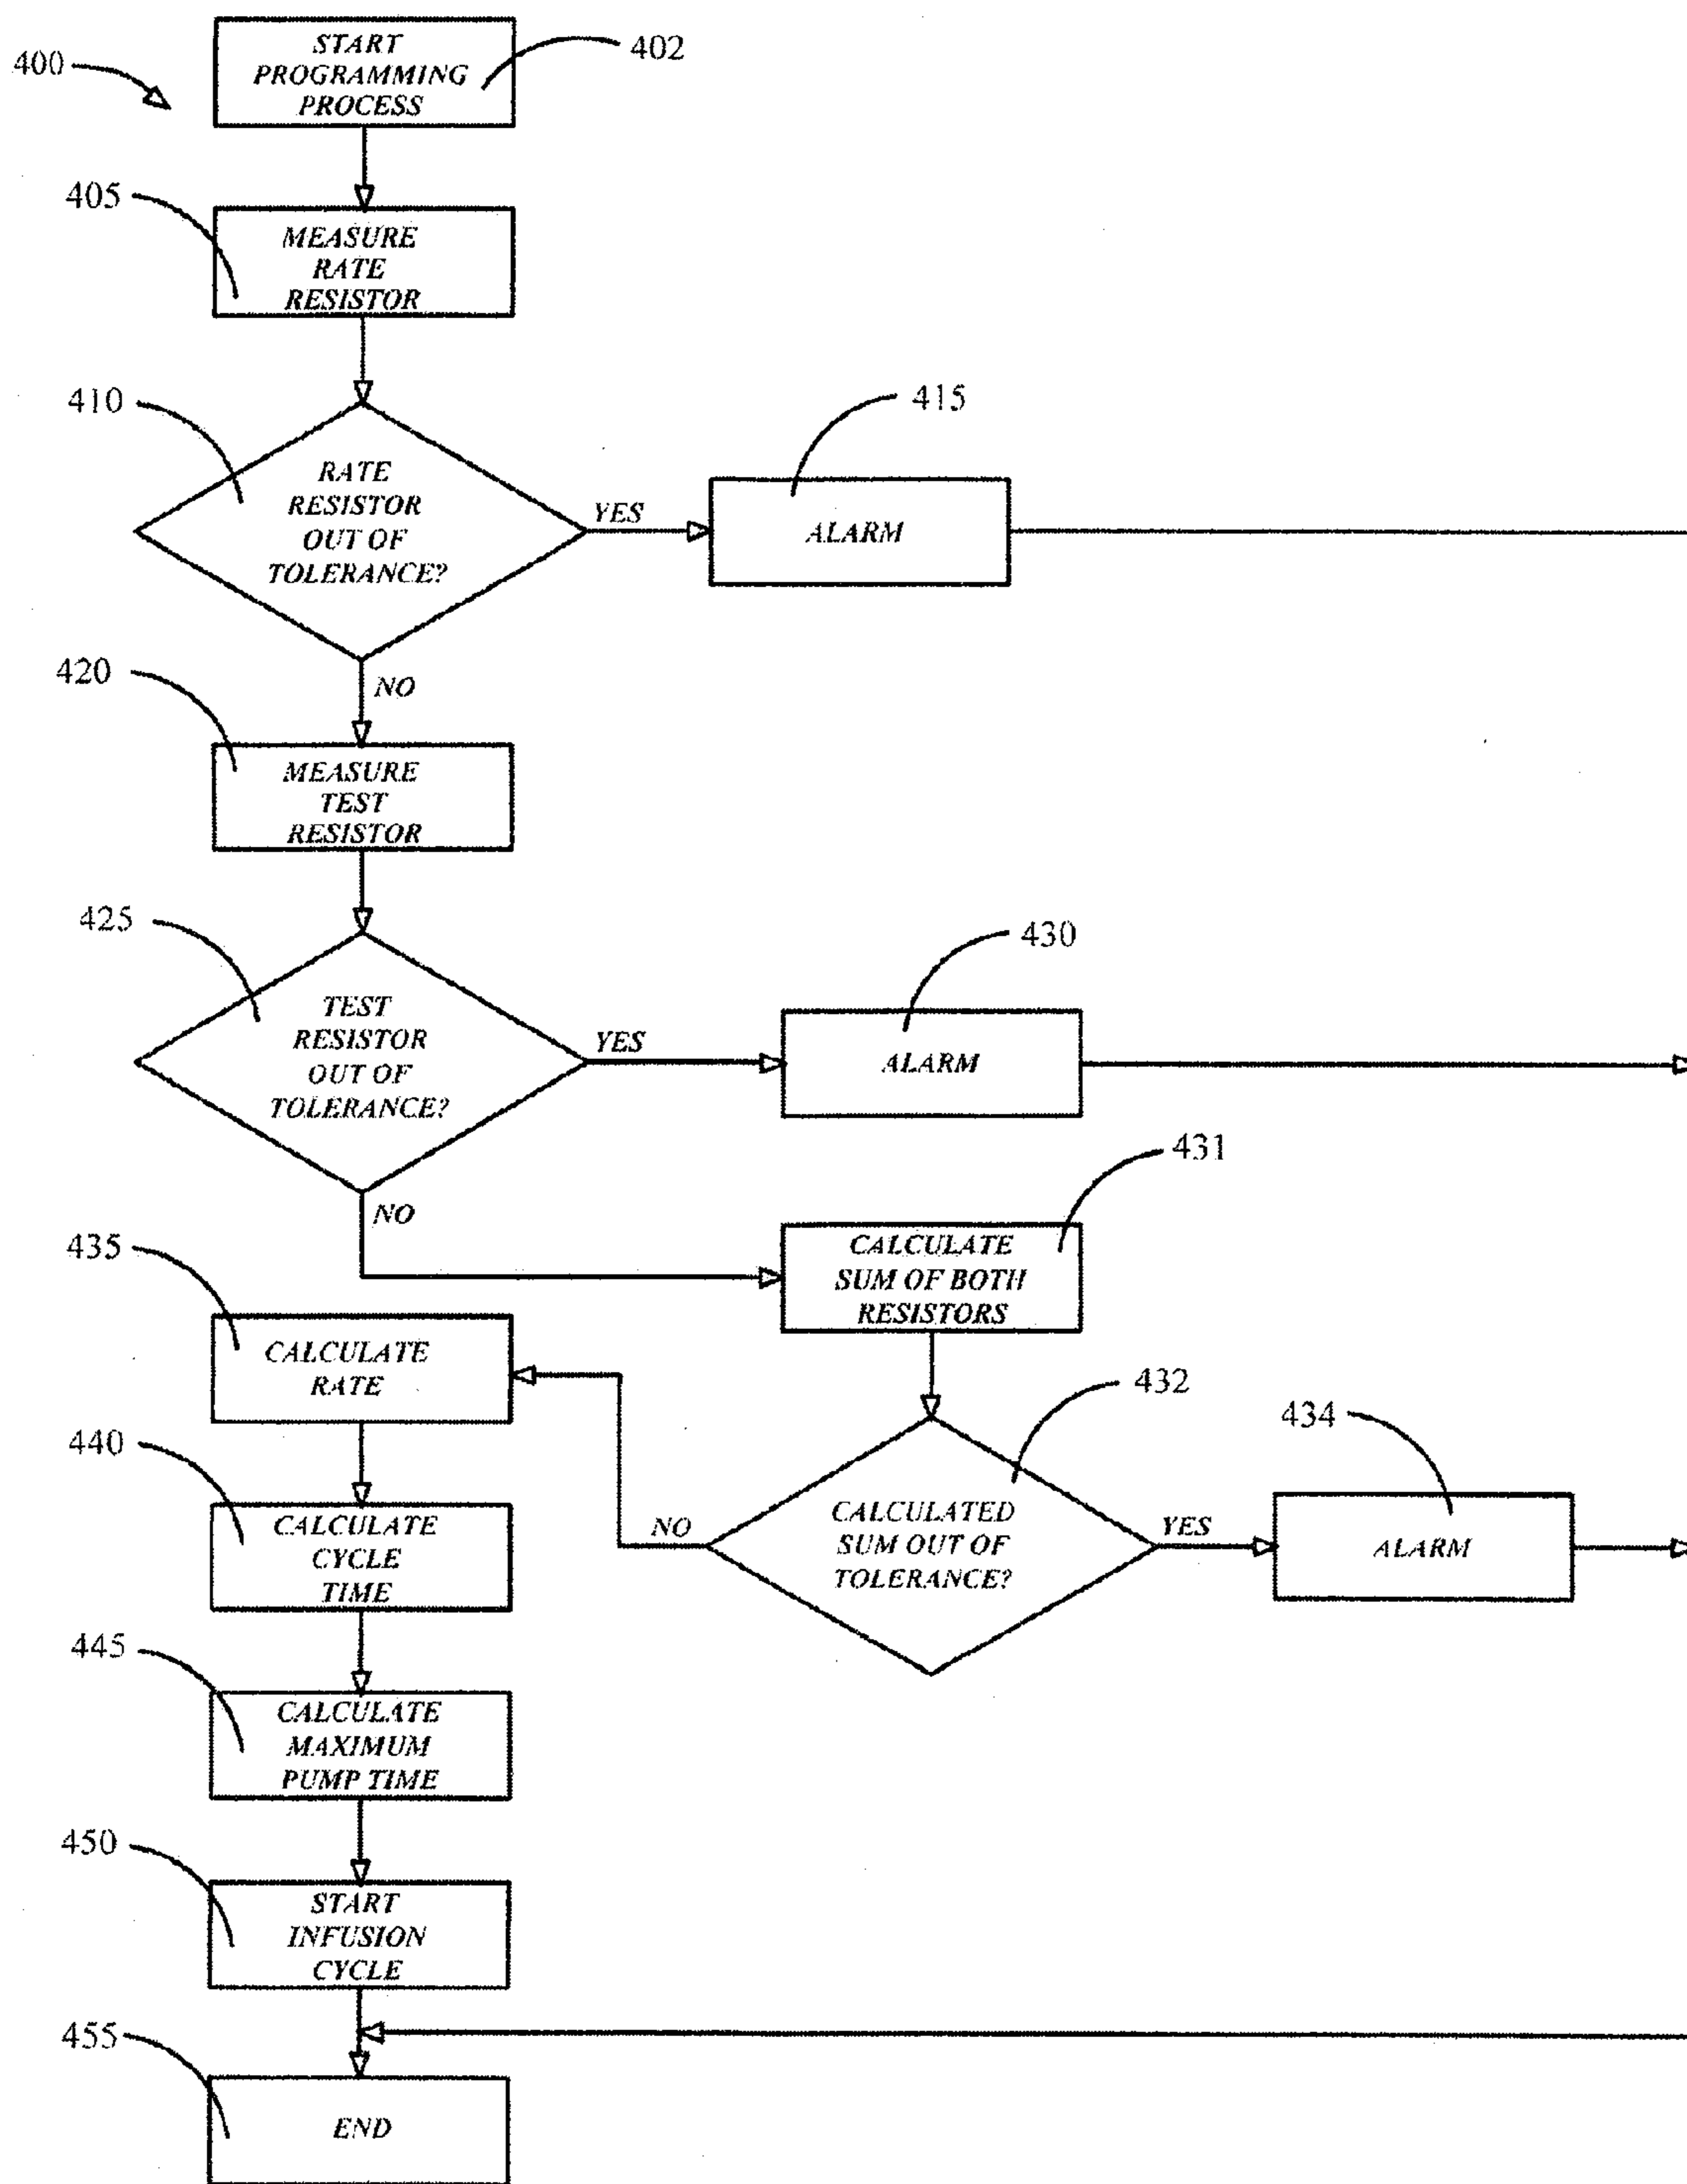 400
START
PROGRAMMING
PROCESS
402
405
MEASURE
RATE
RESISTOR
410
RATE
RESISTOR
OUT OF
TOLERANCE?
YES
415
ALARM
NO
420
MEASURE
TEST
RESISTOR
425
TEST
RESISTOR
OUT OF
TOLERANCE?
YES
430
ALARM
NO
431
CALCULATE
SUM OF BOTH
RESISTORS
432
CALCULATED
SUM OUT OF
TOLERANCE?
YES
434
ALARM
NO
435
CALCULATE
RATE
440
CALCULATE
CYCLE
TIME
445
CALCULATE
MAXIMUM
PUMP TIME
450
START
INFUSION
CYCLE
455
END